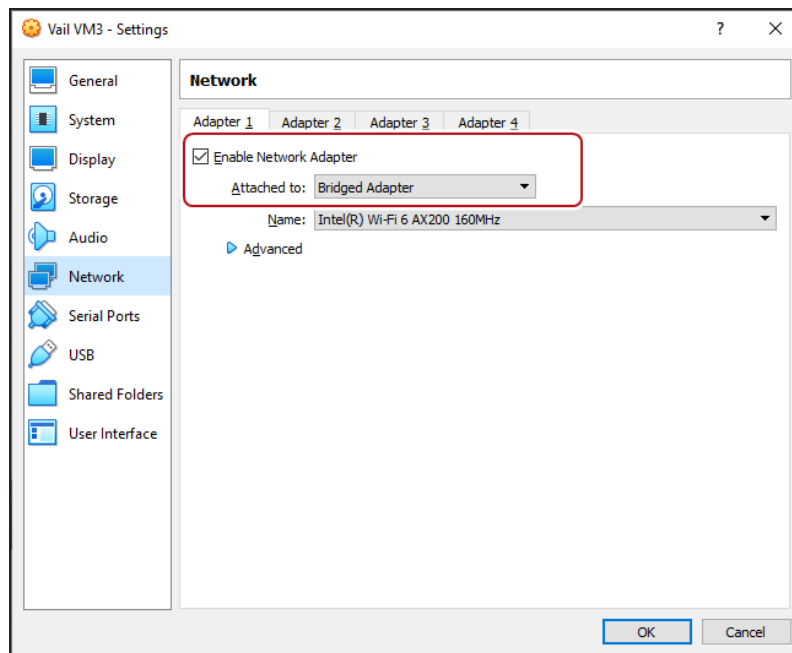 Vail VM3 - Settings
?
General
System
Display
Storage
Audio
Network
Serial Ports
USB
Shared Folders
User Interface
Network
Adapter 1 Adapter 2 Adapter 3 Adapter 4
Enable Network Adapter
Attached to: Bridged Adapter
Name: Intel(R) Wi-Fi 6 AX200 160MHz
Advanced
OK Cancel